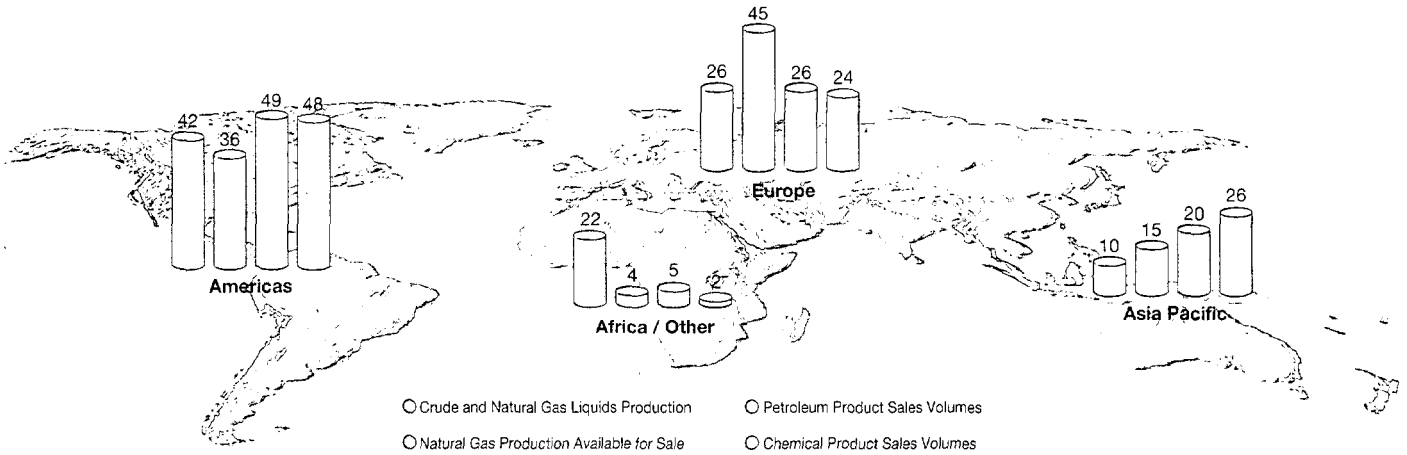 45
26
26
24
49
48
42
36
Europe
22
26
20
15
10
4
5
2
Americas
Africa / Other
Asia Pacific
Crude and Natural Gas Liquids Production
Petroleum Product Sales Volumes
Natural Gas Production Available for Sale
Chemical Product Sales Volumes